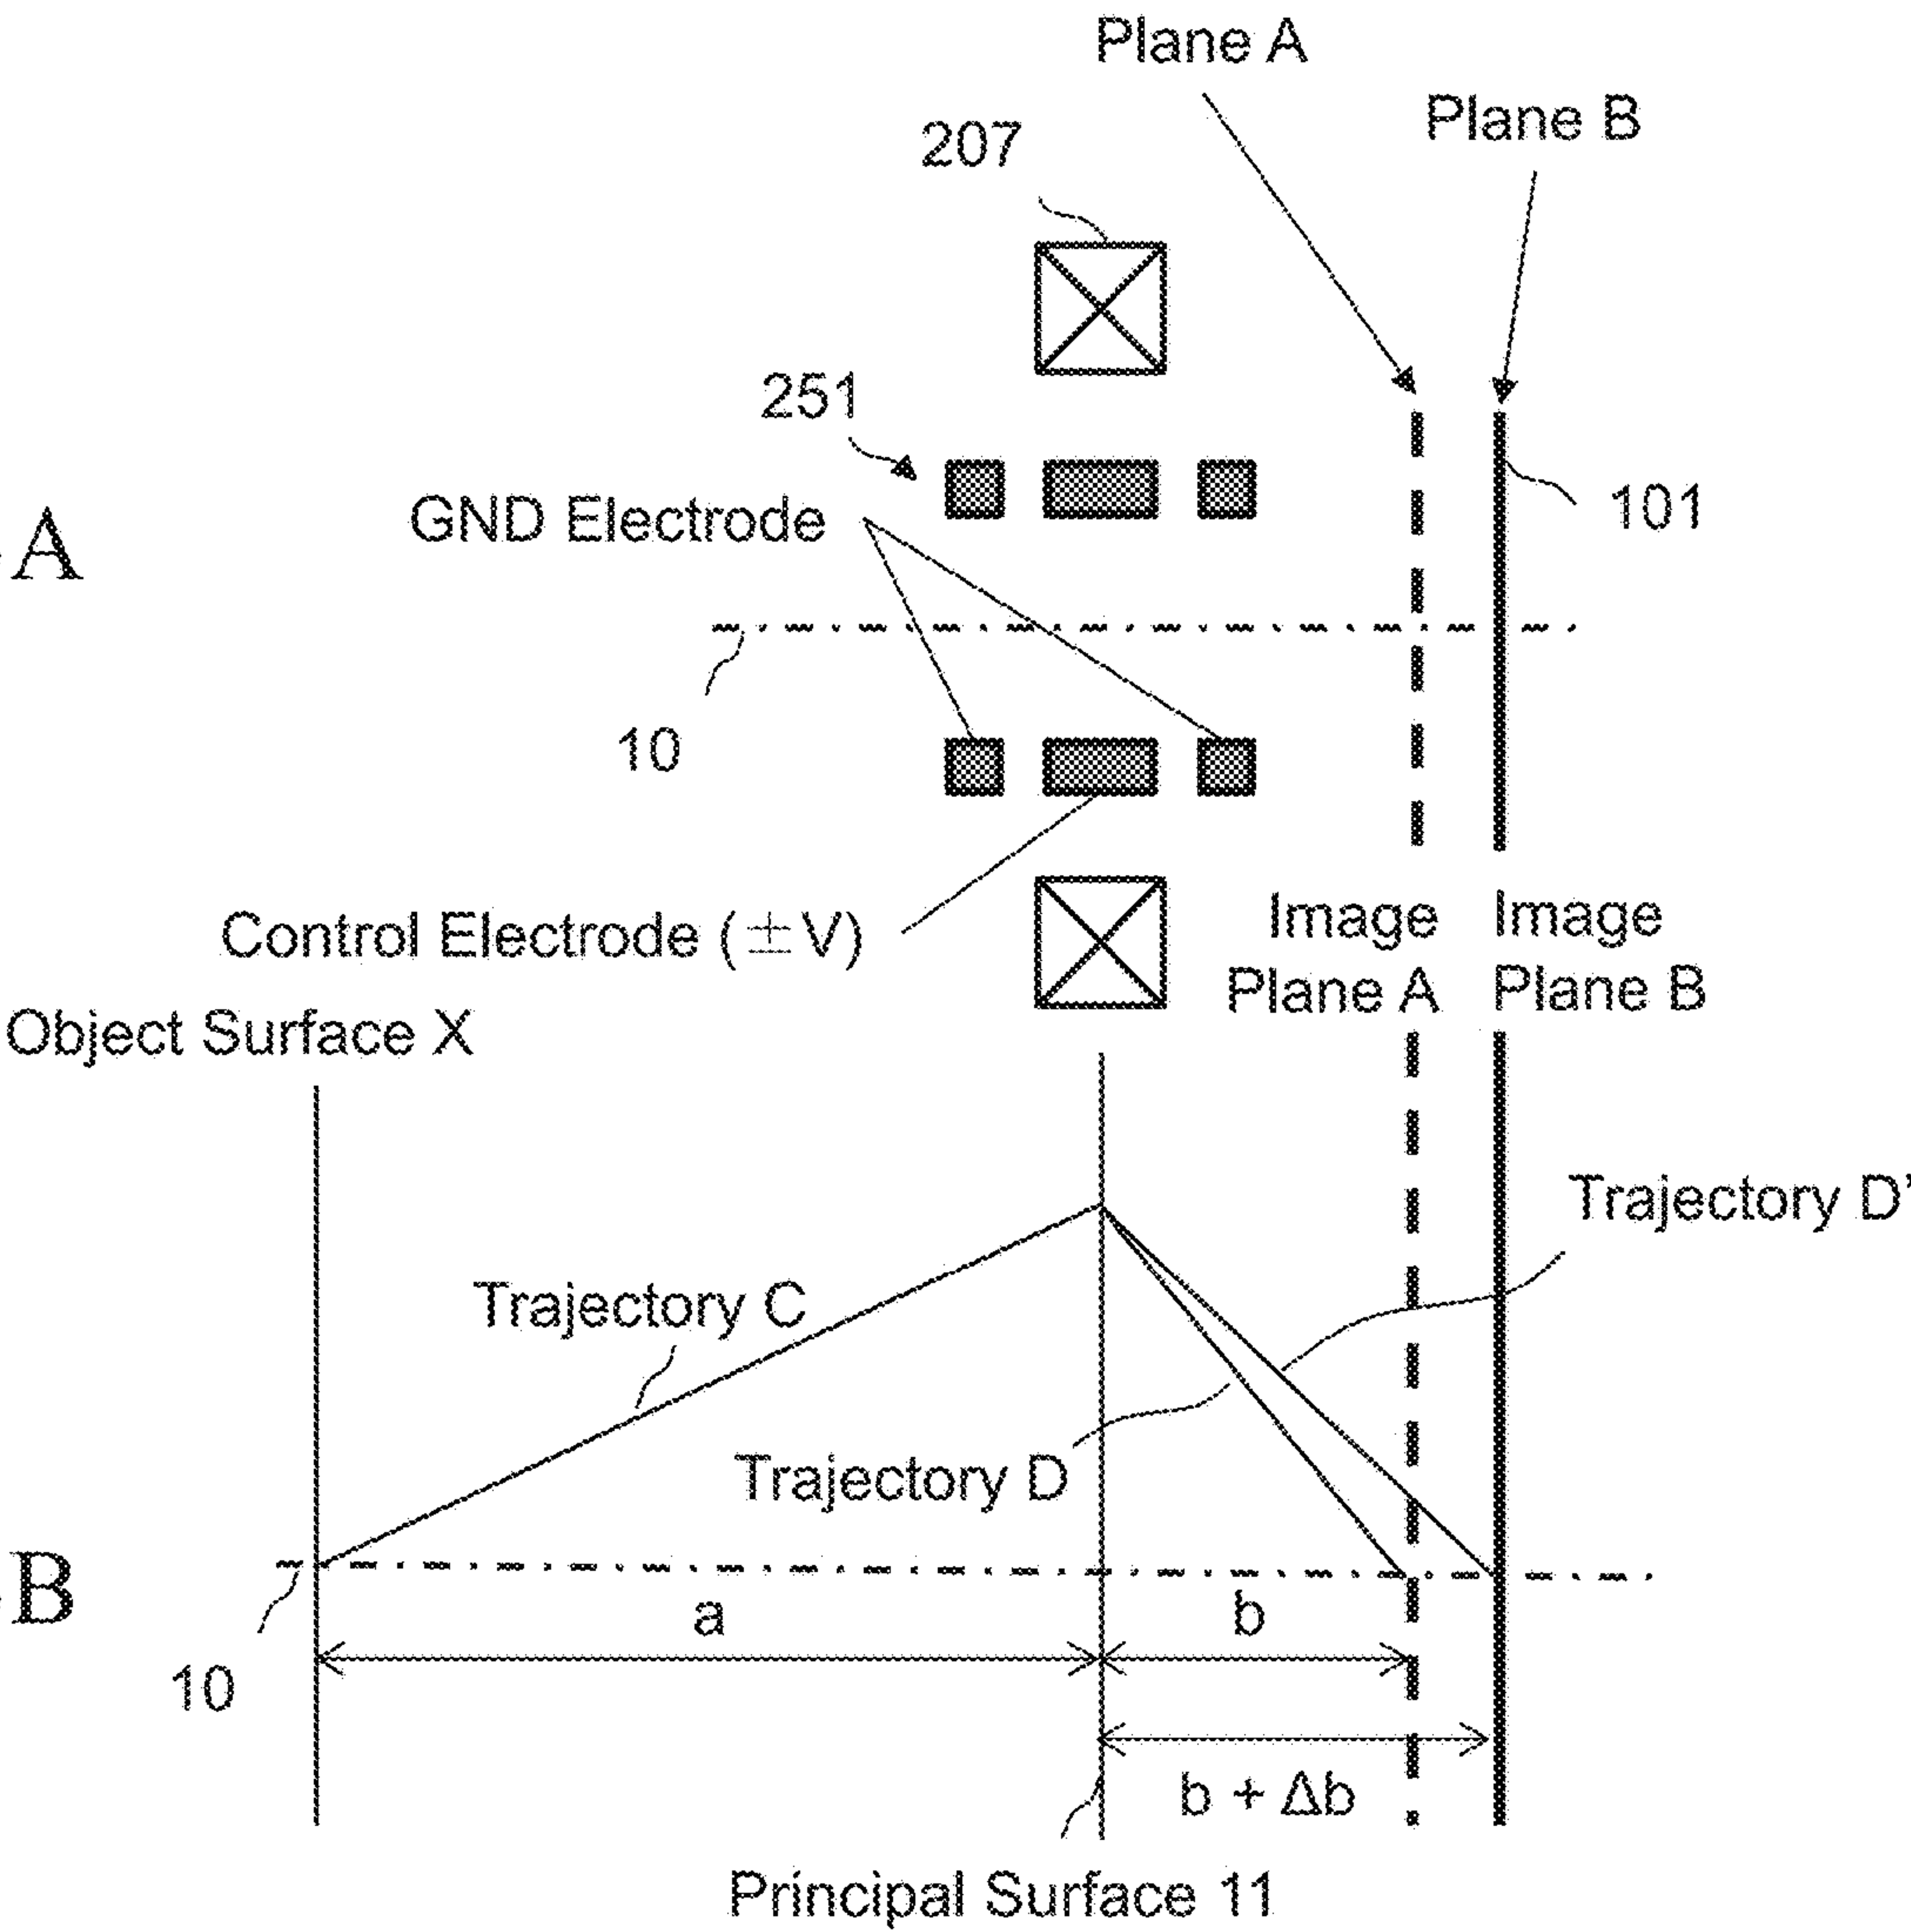 Plane A
Plane B
207
251
GND Electrode
101
A
10
Control Electrode (±V)
Image
Plane A
Image
Plane B
Object Surface X
Trajectory D'
Trajectory C
Trajectory D
B
a
b
10
b + Δb
Principal Surface 11